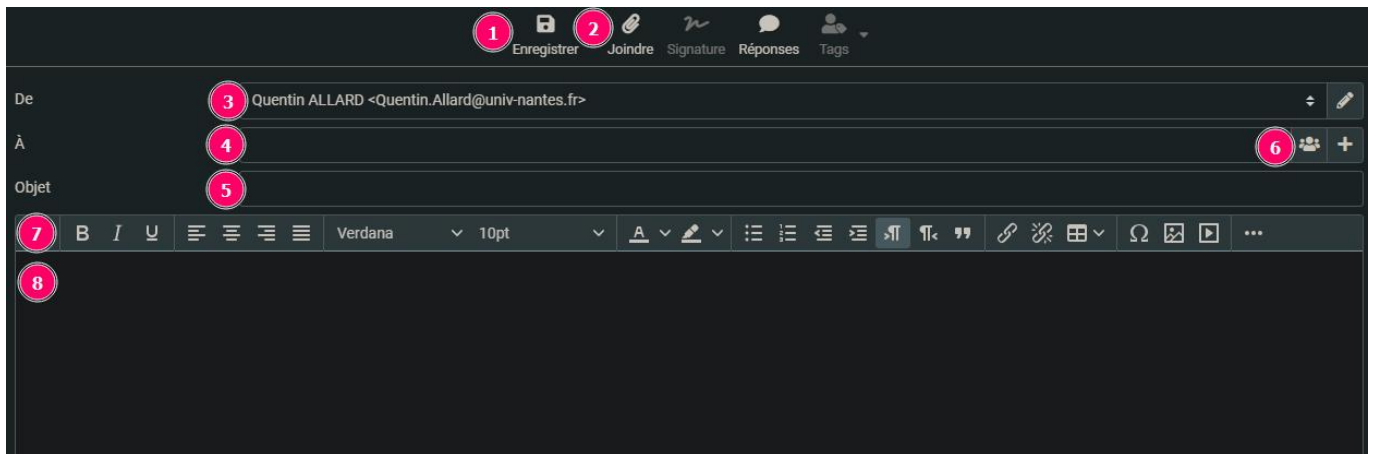 1 Enregistrer 2 Joindre Signature Réponses Tags
De 3 Quentin ALLARD <Quentin.Allard@univ-nantes.fr>
À 4 6
Objet 5
7 B I U Verdana 10pt A Ω
8